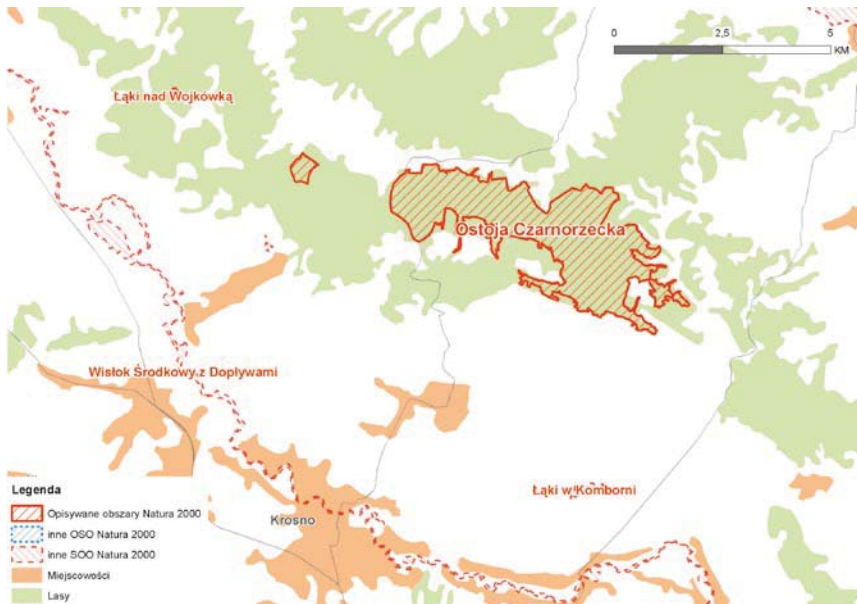 0 2,5 5
KM
Łąki nad Wojkówką
Ostoja Czarnorzecka
Wisłok Środkowy z Dopływami
Łąki w Komborni
Krosno
Legenda
Opisywane obszary Natura 2000
inne OSO Natura 2000
inne SOO Natura 2000
Miejscowości
Lasy